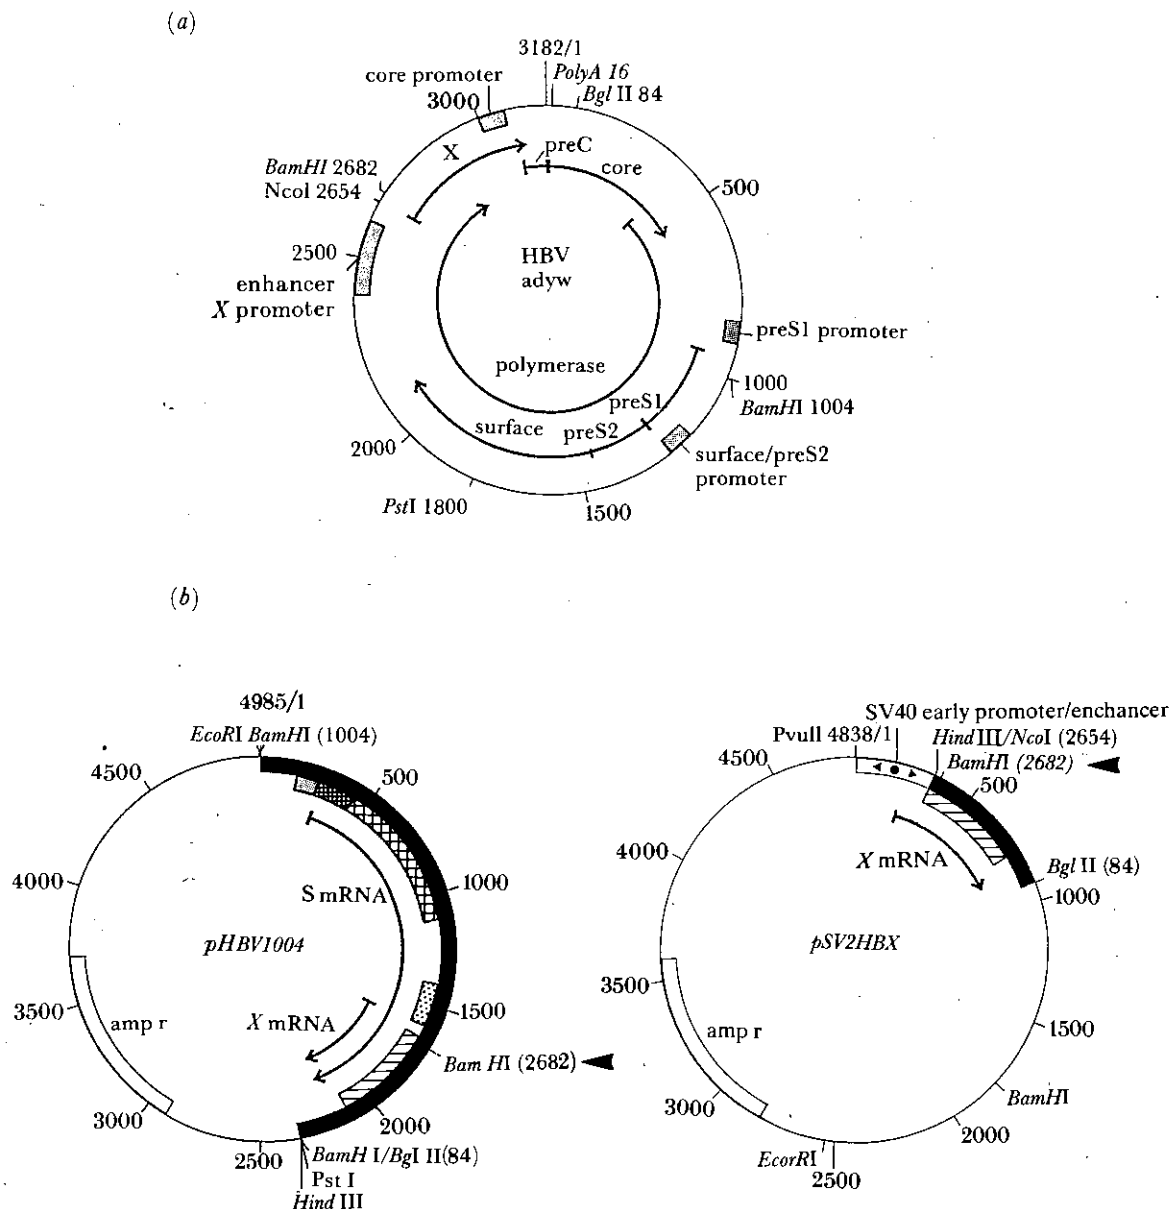 (a)
3182/1
core promoter
PolyA 16
3000
Bgl II 84
preC
X
core
BamHI 2682
NcoI 2654
500
2500
HBV
adyw
enhancer
X promoter
preS1 promoter
polymerase
1000
preS1
BamHI 1004
surface
preS2
2000
surface/preS2
promoter
PstI 1800
1500
(b)
4985/1
EcoRI BamHI (1004)
4500
500
4000
S mRNA
1000
pHBV1004
3500
amp r
X mRNA
1500
Bam HI (2682)
3000
2000
2500
BamH I/BgI II(84)
Pst I
Hind III
SV40 early promoter/enchancer
PvuII 4838/1
Hind III/NcoI (2654)
4500
BamHI (2682)
500
4000
X mRNA
Bgl II (84)
1000
pSV2HBX
3500
amp r
1500
3000
BamHI
2000
EcorRI
2500